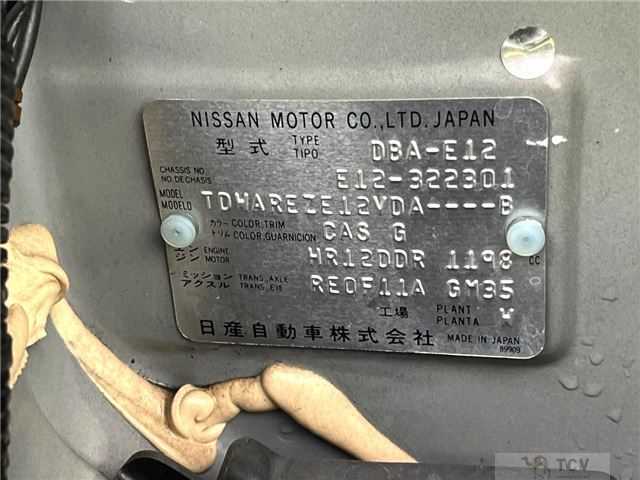 NISSAN MOTOR CO.,LTD.JAPAN
型式 TYPE TIPO DBA-E12
CHASSIS NO. NO.DE CHASIS E12-322301
MODEL MODELO TDMAREZE12VDA----B
カラー COLOR,TRIM トリム COLOR,GUARNICION CAS G
エンジン ENGINE MOTOR HR12DDR 1198 CC
ミッション アクスル TRANS.,AXLE TRANS.,EJE RE0F11A GM35
工場 PLANT PLANTA
日産自動車株式会社 MADE IN JAPAN
89909
TCV